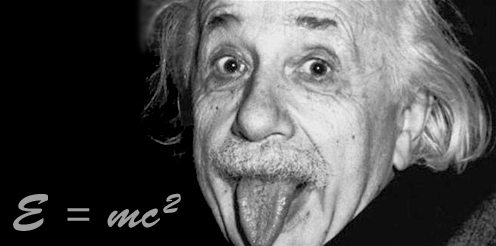 E = mc²